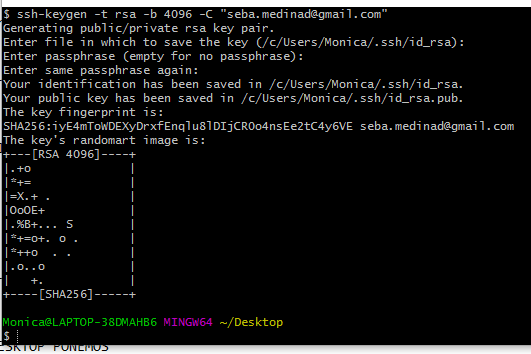 $ ssh-keygen -t rsa -b 4096 -C "seba.medinad@gmail.com"
Generating public/private rsa key pair.
Enter file in which to save the key (/c/Users/Monica/.ssh/id_rsa):
Enter passphrase (empty for no passphrase):
Enter same passphrase again:
Your identification has been saved in /c/Users/Monica/.ssh/id_rsa.
Your public key has been saved in /c/Users/Monica/.ssh/id_rsa.pub.
The key fingerprint is:
SHA256:iyE4mToWDEXyDrxfEnqlu8lDIjCROo4nsEe2tC4y6VE seba.medinad@gmail.com
The key's randomart image is:
+---[RSA 4096]----+
|.+o              |
|*+=              |
|=X.+ .           |
|OoOE+            |
|.%B+... S        |
|*+=o+. o .       |
|*++o  . .        |
|.o..o            |
|   +.            |
+----[SHA256]-----+
Monica@LAPTOP-38DMAHB6 MINGW64 ~/Desktop
$
ESKTOP PONEMOS